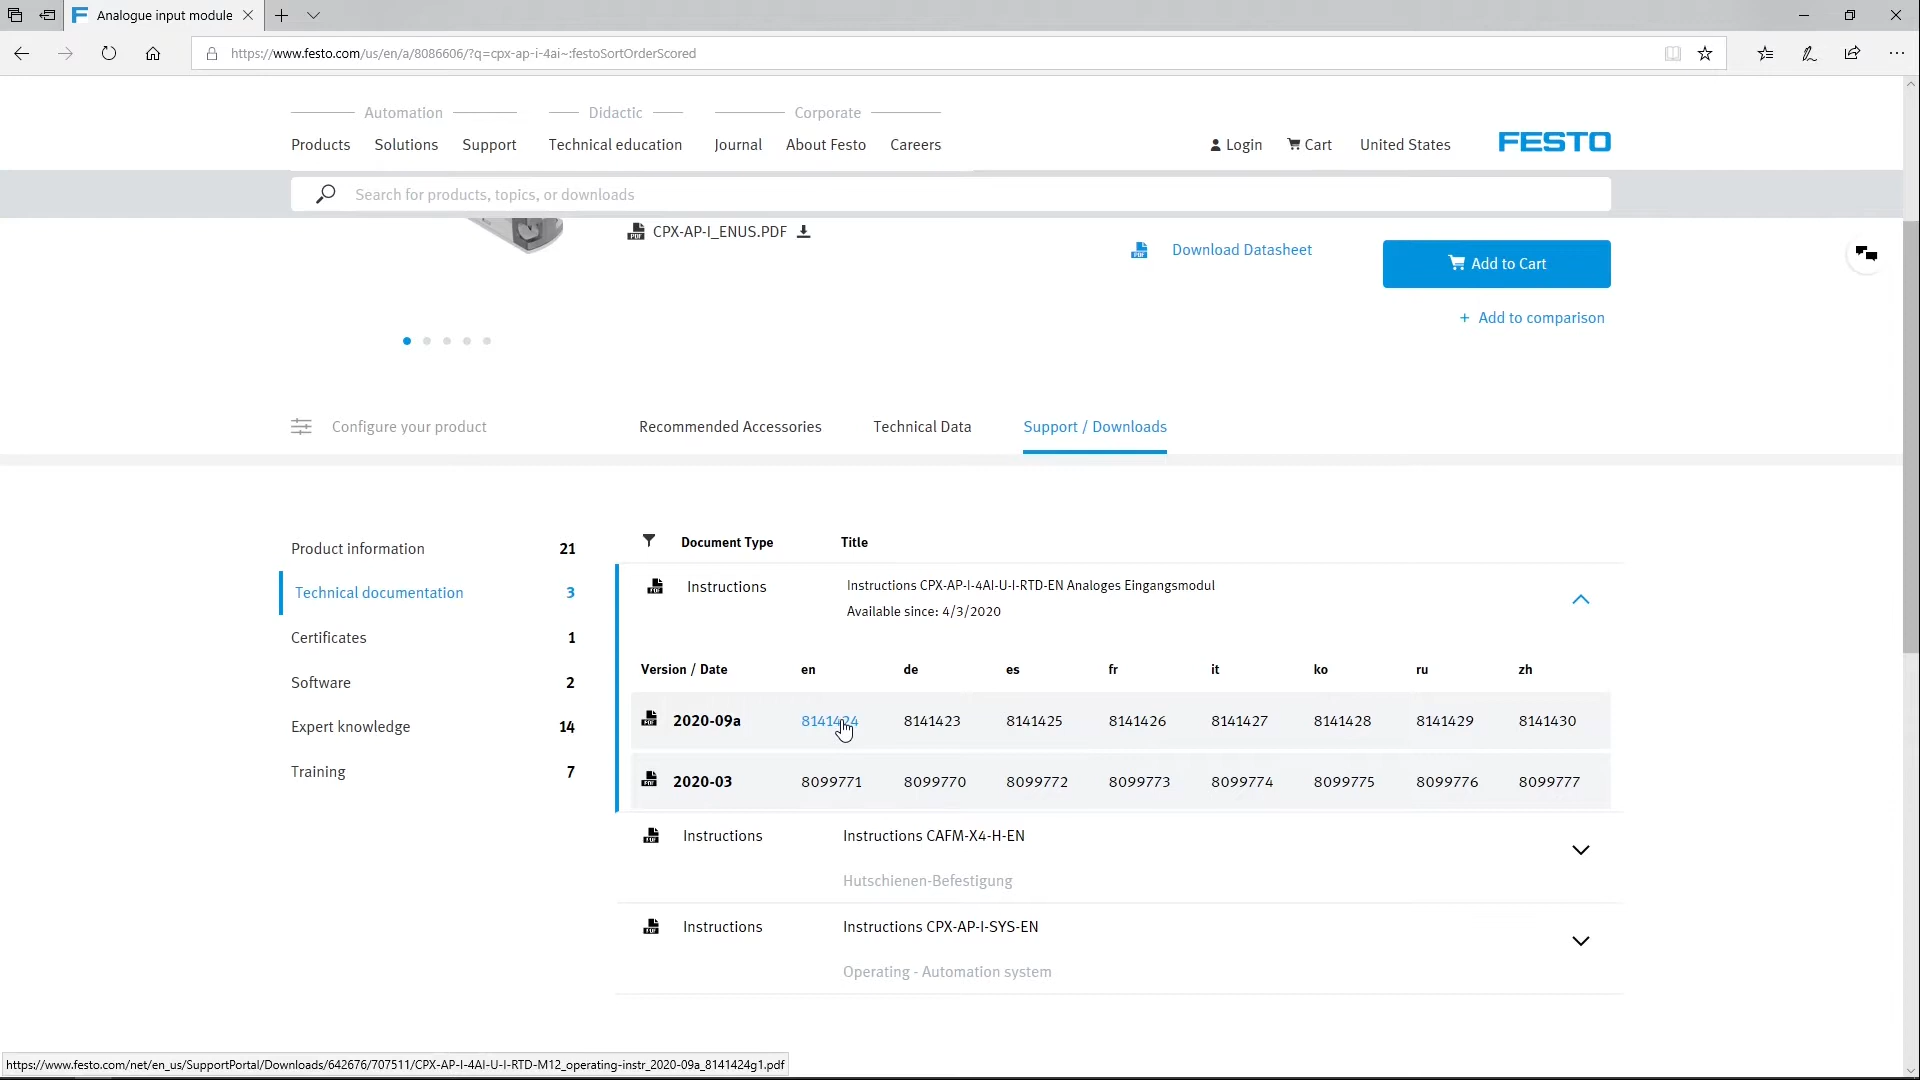 Analogue input module
https://www.festo.com/us/en/a/8086606/?q=cpx-ap-i-4ai~:festoSortOrderScored
Automation Didactic Corporate
Products Solutions Support Technical education Journal About Festo Careers Login Cart United States FESTO
Search for products, topics, or downloads
CPX-AP-I_ENUS.PDF
Download Datasheet
Add to Cart
+ Add to comparison
Configure your product Recommended Accessories Technical Data Support / Downloads
Product information 21
Technical documentation 3
Certificates 1
Software 2
Expert knowledge 14
Training 7
Document Type Title
Instructions Instructions CPX-AP-I-4AI-U-I-RTD-EN Analoges Eingangsmodul
Available since: 4/3/2020
Version / Date en de es fr it ko ru zh
2020-09a 8141424 8141423 8141425 8141426 8141427 8141428 8141429 8141430
2020-03 8099771 8099770 8099772 8099773 8099774 8099775 8099776 8099777
Instructions Instructions CAFM-X4-H-EN
Hutschienen-Befestigung
Instructions Instructions CPX-AP-I-SYS-EN
Operating - Automation system
https://www.festo.com/net/en_us/SupportPortal/Downloads/642676/707511/CPX-AP-I-4AI-U-I-RTD-M12_operating-instr_2020-09a_8141424g1.pdf